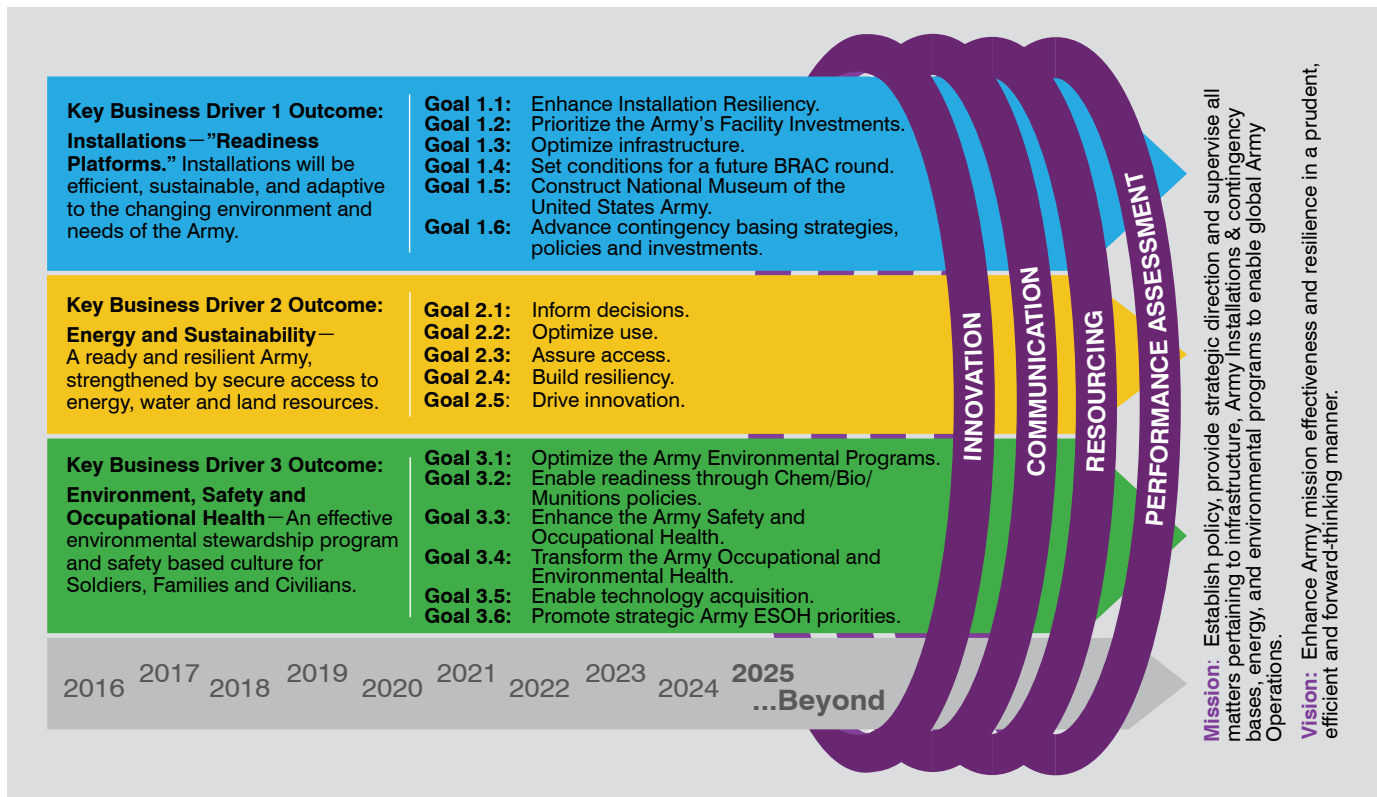 Key Business Driver 1 Outcome:
Installations—”Readiness
Platforms.” Installations will be
efficient, sustainable, and adaptive
to the changing environment and
needs of the Army.
Goal 1.1: Enhance Installation Resiliency.
Goal 1.2: Prioritize the Army’s Facility Investments.
Goal 1.3: Optimize infrastructure.
Goal 1.4: Set conditions for a future BRAC round.
Goal 1.5: Construct National Museum of the
United States Army.
Goal 1.6: Advance contingency basing strategies,
policies and investments.
Key Business Driver 2 Outcome:
Energy and Sustainability—
A ready and resilient Army,
strengthened by secure access to
energy, water and land resources.
Goal 2.1: Inform decisions.
Goal 2.2: Optimize use.
Goal 2.3: Assure access.
Goal 2.4: Build resiliency.
Goal 2.5: Drive innovation.
Key Business Driver 3 Outcome:
Environment, Safety and
Occupational Health—An effective
environmental stewardship program
and safety based culture for
Soldiers, Families and Civilians.
Goal 3.1: Optimize the Army Environmental Programs.
Goal 3.2: Enable readiness through Chem/Bio/
Munitions policies.
Goal 3.3: Enhance the Army Safety and
Occupational Health.
Goal 3.4: Transform the Army Occupational and
Environmental Health.
Goal 3.5: Enable technology acquisition.
Goal 3.6: Promote strategic Army ESOH priorities.
2016
2017
2018
2019
2020
2021
2022
2023
2024
2025
...Beyond
INNOVATION
COMMUNICATION
RESOURCING
PERFORMANCE ASSESSMENT
Mission: Establish policy, provide strategic direction and supervise all
matters pertaining to infrastructure, Army Installations & contingency
bases, energy, and environmental programs to enable global Army
Operations.
Vision: Enhance Army mission effectiveness and resilience in a prudent,
efficient and forward-thinking manner.